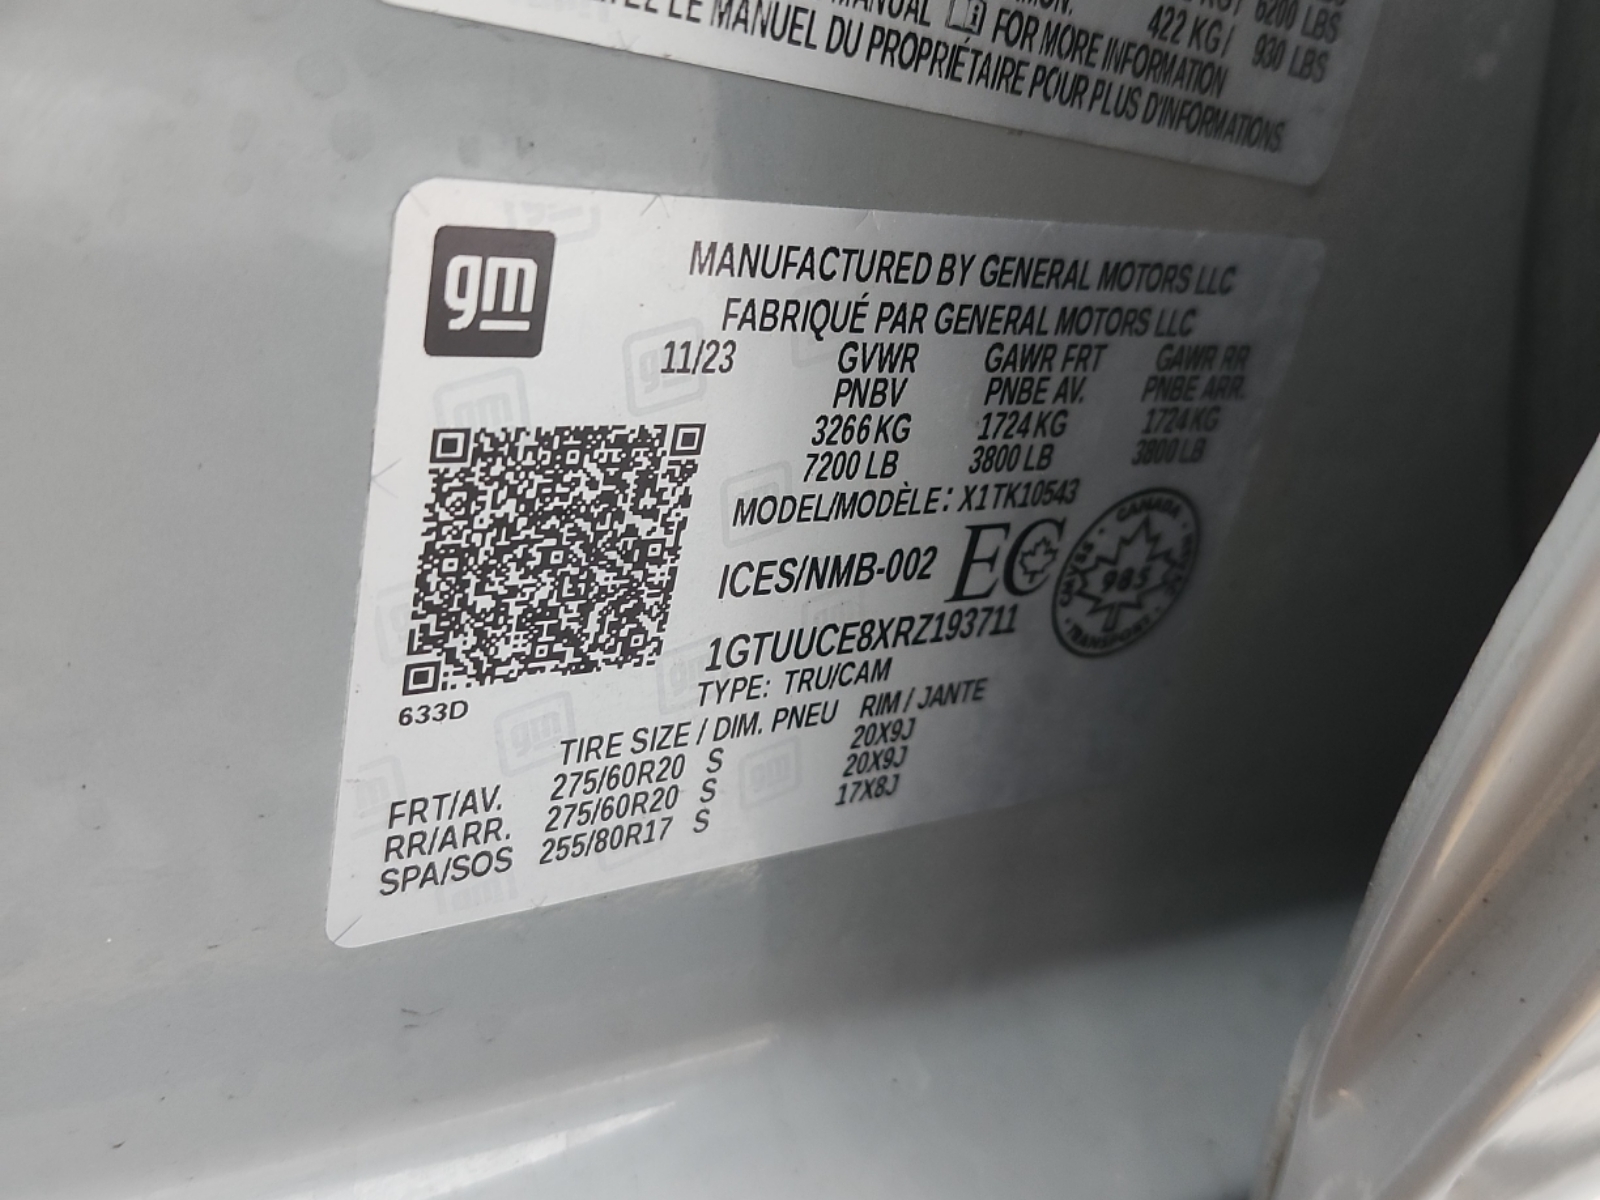 6200 LBS
422 KG / 930 LBS
MANUAL FOR MORE INFORMATION
LE MANUEL DU PROPRIÉTAIRE POUR PLUS D'INFORMATIONS
gm
MANUFACTURED BY GENERAL MOTORS LLC
FABRIQUÉ PAR GENERAL MOTORS LLC
11/23 GVWR GAWR FRT GAWR RR
PNBV PNBE AV. PNBE ARR.
3266 KG 1724 KG 1724 KG
7200 LB 3800 LB 3800 LB
MODEL/MODÈLE: X1TK10543
ICES/NMB-002 EC
CANADA
985
TRANSPORT
1GTUUCE8XRZ193711
TYPE: TRU/CAM
633D
TIRE SIZE / DIM. PNEU RIM / JANTE
FRT/AV. 275/60R20 S 20X9J
RR/ARR. 275/60R20 S 20X9J
SPA/SOS 255/80R17 S 17X8J